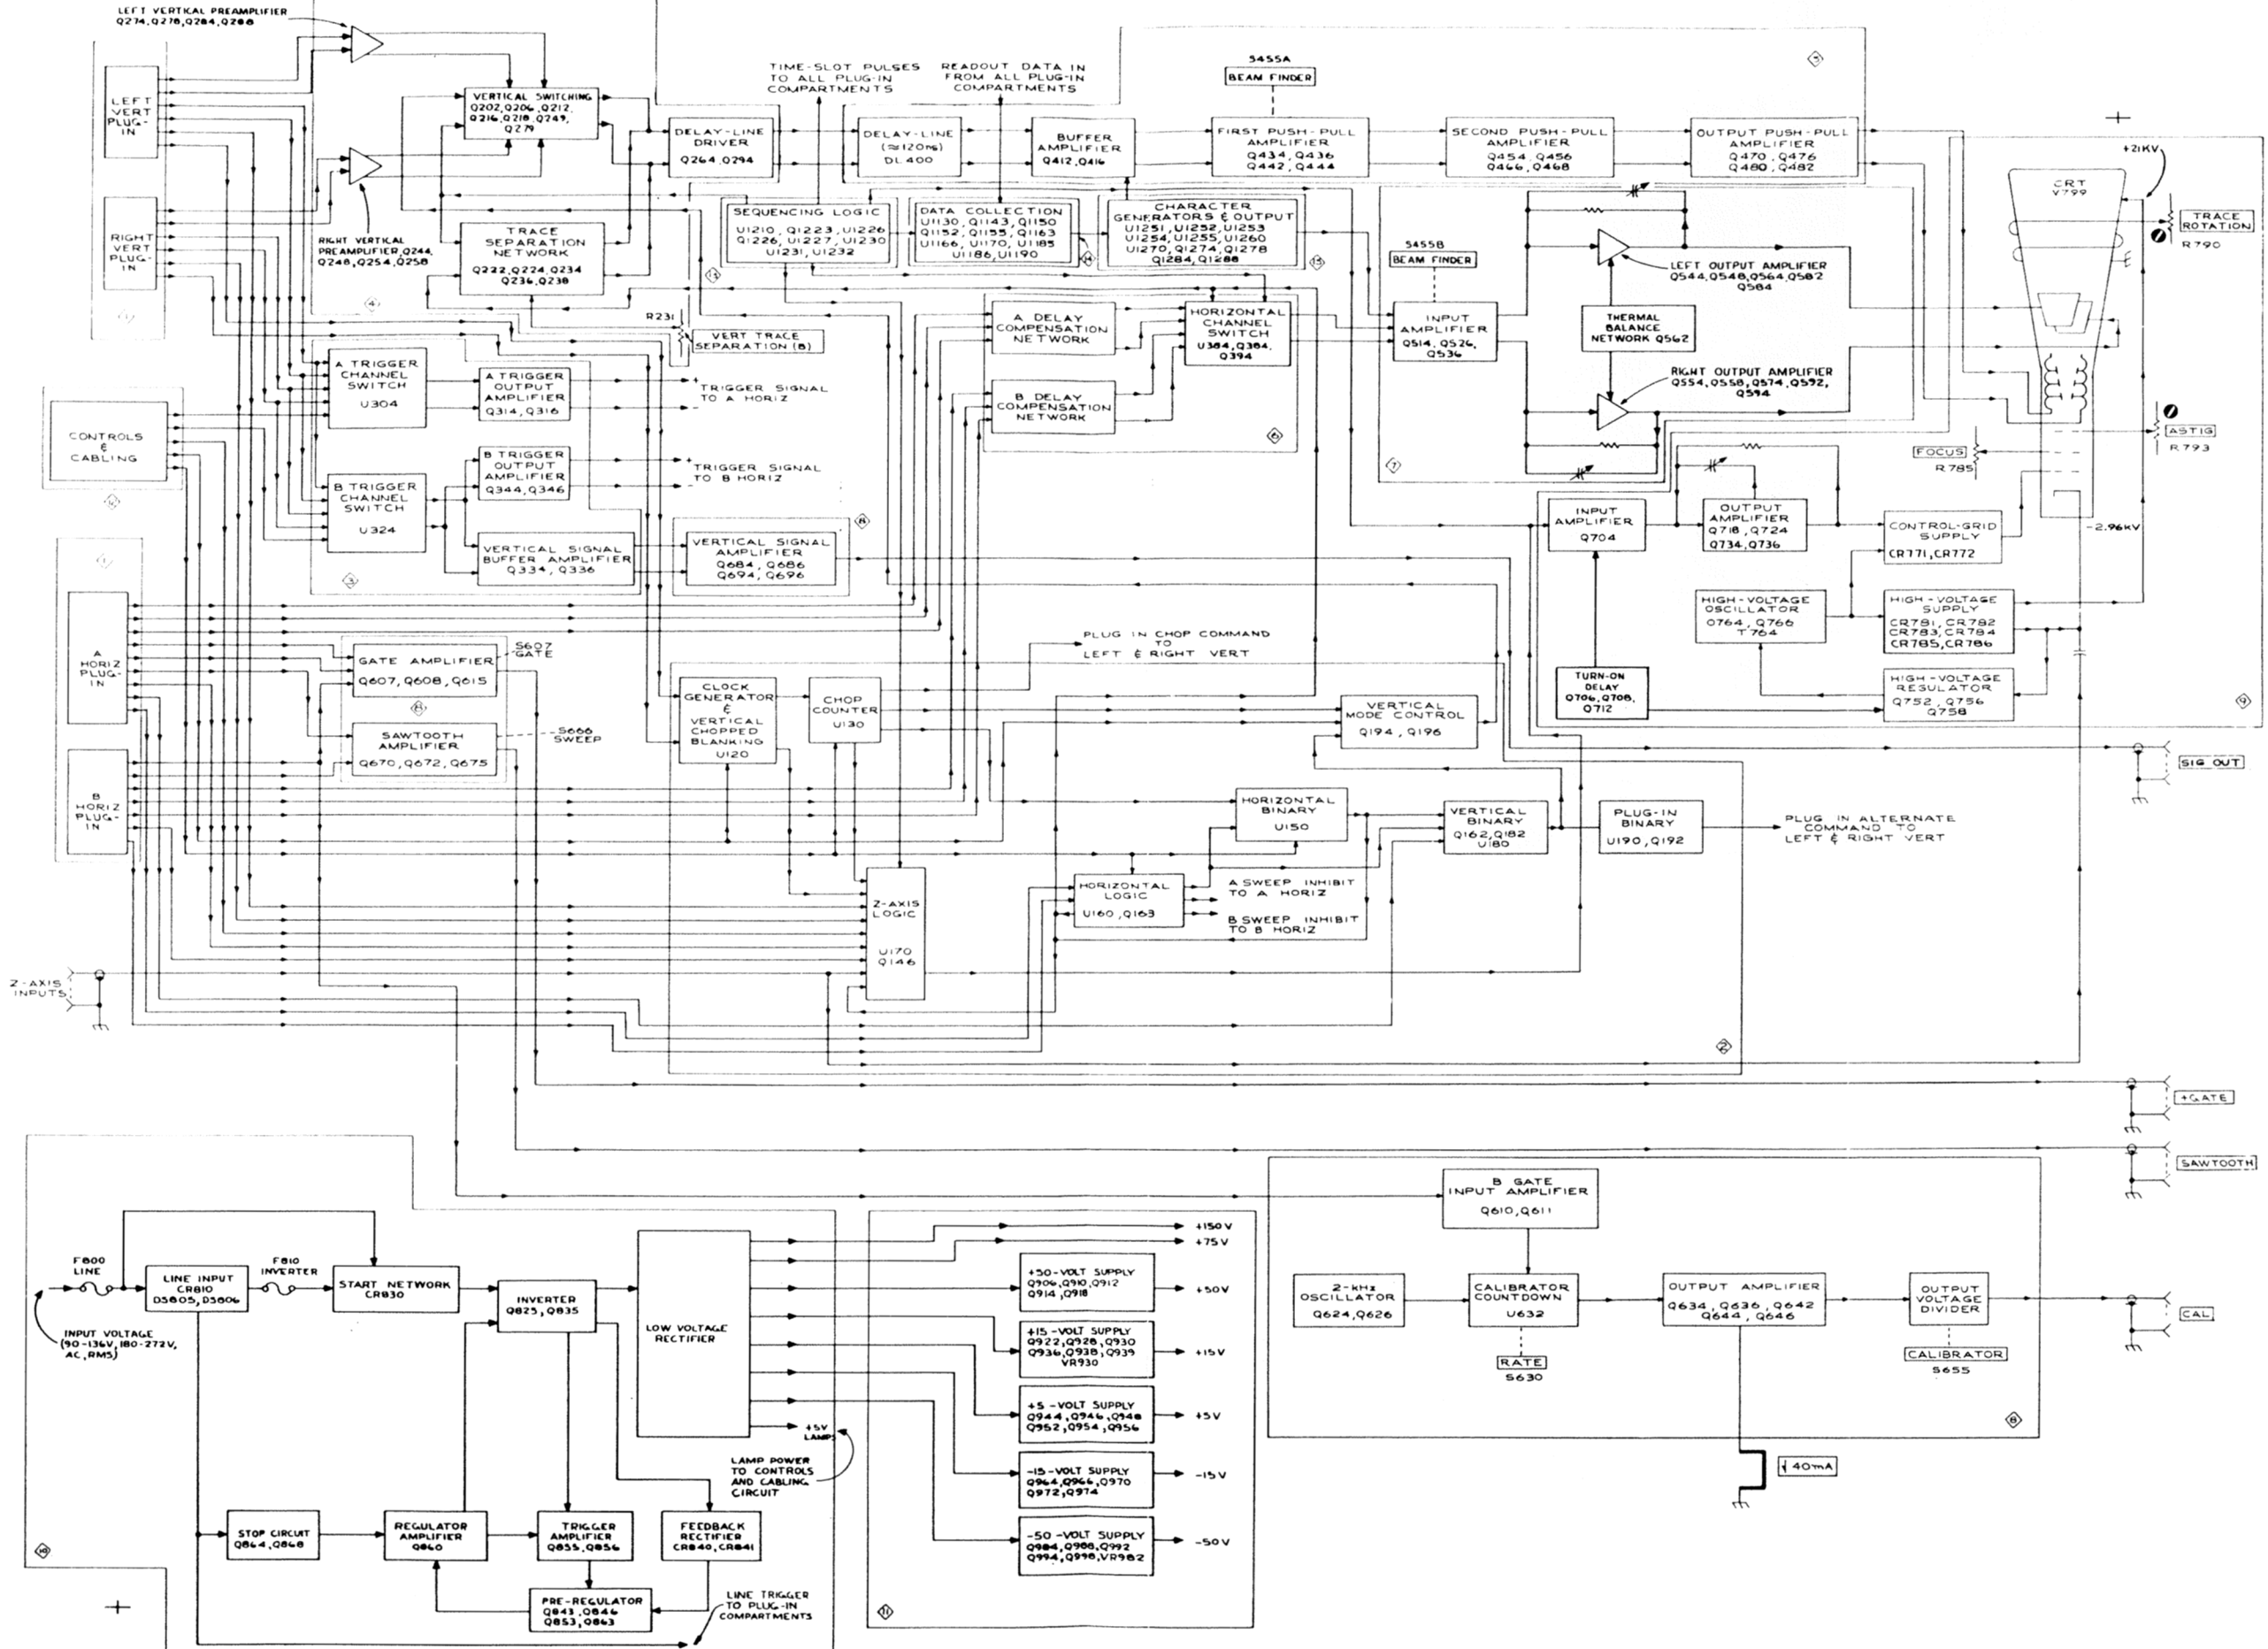 LEFT VERTICAL PREAMPLIFIER
Q274,Q278,Q284,Q288
LEFT
VERT
PLUG-
IN
RIGHT
VERT
PLUG-
IN
RIGHT VERTICAL
PREAMPLIFIER,Q244,
Q248,Q254,Q258
VERTICAL SWITCHING
Q202,Q206,Q212,
Q216,Q218,Q249,
Q279
TRACE
SEPARATION
NETWORK
Q222,Q224,Q234
Q236,Q238
4
DELAY-LINE
DRIVER
Q264,Q294
TIME-SLOT PULSES
TO ALL PLUG-IN
COMPARTMENTS
READOUT DATA IN
FROM ALL PLUG-IN
COMPARTMENTS
DELAY-LINE
(≈120ns)
DL 400
BUFFER
AMPLIFIER
Q412,Q416
S455A
BEAM FINDER
FIRST PUSH-PULL
AMPLIFIER
Q434, Q436
Q442, Q444
SECOND PUSH-PULL
AMPLIFIER
Q454, Q456
Q466, Q468
OUTPUT PUSH-PULL
AMPLIFIER
Q470, Q476
Q480, Q482
5
SEQUENCING LOGIC
U1210, Q1223, U1226
Q1226, U1227, U1230
U1231, U1232
13
DATA COLLECTION
U1130, Q1143, Q1150
Q1152, Q1155, Q1163
U1166, U1170, U1185
U1186, U1190
14
CHARACTER
GENERATORS & OUTPUT
U1251, U1252, U1253
U1254, U1255, U1260
U1270, Q1274, Q1278
Q1284, Q1288
15
S455B
BEAM FINDER
+21KV
CRT
V799
TRACE
ROTATION
R790
LEFT OUTPUT AMPLIFIER
Q544,Q548,Q564,Q582
Q584
THERMAL
BALANCE
NETWORK Q562
RIGHT OUTPUT AMPLIFIER
Q554,Q558,Q574,Q592,
Q594
INPUT
AMPLIFIER
Q514, Q526,
Q536
7
R231
VERT TRACE
SEPARATION (B)
A DELAY
COMPENSATION
NETWORK
B DELAY
COMPENSATION
NETWORK
HORIZONTAL
CHANNEL
SWITCH
U384,Q384,
Q394
6
A TRIGGER
CHANNEL
SWITCH
U304
A TRIGGER
OUTPUT
AMPLIFIER
Q314, Q316
+
TRIGGER SIGNAL
TO A HORIZ
-
CONTROLS
&
CABLING
B TRIGGER
CHANNEL
SWITCH
U324
B TRIGGER
OUTPUT
AMPLIFIER
Q344, Q346
+
TRIGGER SIGNAL
TO B HORIZ
-
VERTICAL SIGNAL
BUFFER AMPLIFIER
Q334, Q336
3
VERTICAL SIGNAL
AMPLIFIER
Q684, Q686
Q694, Q696
8
FOCUS
R785
ASTIG
R793
-2.96KV
INPUT
AMPLIFIER
Q704
OUTPUT
AMPLIFIER
Q718, Q724
Q734, Q736
CONTROL-GRID
SUPPLY
CR771,CR772
HIGH-VOLTAGE
OSCILLATOR
Q764, Q766
T764
HIGH-VOLTAGE
SUPPLY
CR781, CR782
CR783, CR784
CR785, CR786
TURN-ON
DELAY
Q706,Q708,
Q712
HIGH-VOLTAGE
REGULATOR
Q752, Q756
Q758
9
1
A
HORIZ
PLUG-
IN
B
HORIZ
PLUG-
IN
GATE AMPLIFIER
Q607, Q608, Q615
S607
GATE
8
SAWTOOTH
AMPLIFIER
Q670, Q672, Q675
S666
SWEEP
CLOCK
GENERATOR
&
VERTICAL
CHOPPED
BLANKING
U120
CHOP
COUNTER
U130
PLUG IN CHOP COMMAND
TO
LEFT & RIGHT VERT
VERTICAL
MODE CONTROL
Q194, Q196
SIG OUT
HORIZONTAL
BINARY
U150
VERTICAL
BINARY
Q162,Q182
U180
PLUG-IN
BINARY
U190, Q192
PLUG IN ALTERNATE
COMMAND TO
LEFT & RIGHT VERT
HORIZONTAL
LOGIC
U160, Q163
A SWEEP INHIBIT
TO A HORIZ
B SWEEP INHIBIT
TO B HORIZ
Z-AXIS
LOGIC
U170
Q146
Z-AXIS
INPUTS
2
+GATE
SAWTOOTH
F800
LINE
LINE INPUT
CR810
DS805, DS806
F810
INVERTER
START NETWORK
CR830
INPUT VOLTAGE
(90-136V, 180-272V,
AC, RMS)
INVERTER
Q825, Q835
LOW VOLTAGE
RECTIFIER
+5V
LAMPS
LAMP POWER
TO CONTROLS
AND CABLING
CIRCUIT
STOP CIRCUIT
Q864, Q868
REGULATOR
AMPLIFIER
Q860
TRIGGER
AMPLIFIER
Q855, Q856
FEEDBACK
RECTIFIER
CR840, CR841
PRE-REGULATOR
Q843, Q846
Q853, Q863
LINE TRIGGER
TO PLUG-IN
COMPARTMENTS
10
+150V
+75V
+50-VOLT SUPPLY
Q906, Q910, Q912
Q914, Q918
+50V
+15-VOLT SUPPLY
Q922, Q928, Q930
Q936, Q938, Q939
VR930
+15V
+5-VOLT SUPPLY
Q944, Q946, Q948
Q952, Q954, Q956
+5V
-15-VOLT SUPPLY
Q964, Q966, Q970
Q972, Q974
-15V
-50-VOLT SUPPLY
Q984, Q988, Q992
Q994, Q998, VR982
-50V
11
B GATE
INPUT AMPLIFIER
Q610, Q611
2-kHz
OSCILLATOR
Q624, Q626
CALIBRATOR
COUNTDOWN
U632
RATE
S630
OUTPUT AMPLIFIER
Q634, Q636, Q642
Q644, Q646
OUTPUT
VOLTAGE
DIVIDER
CALIBRATOR
S655
CAL
8
40mA